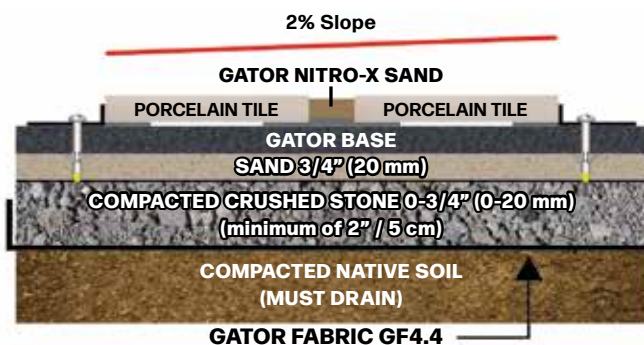 2% Slope
GATOR NITRO-X SAND
PORCELAIN TILE PORCELAIN TILE
GATOR BASE
SAND 3/4" (20 mm)
COMPACTED CRUSHED STONE 0-3/4" (0-20 mm)
(minimum of 2" / 5 cm)
COMPACTED NATIVE SOIL
(MUST DRAIN)
GATOR FABRIC GF4.4